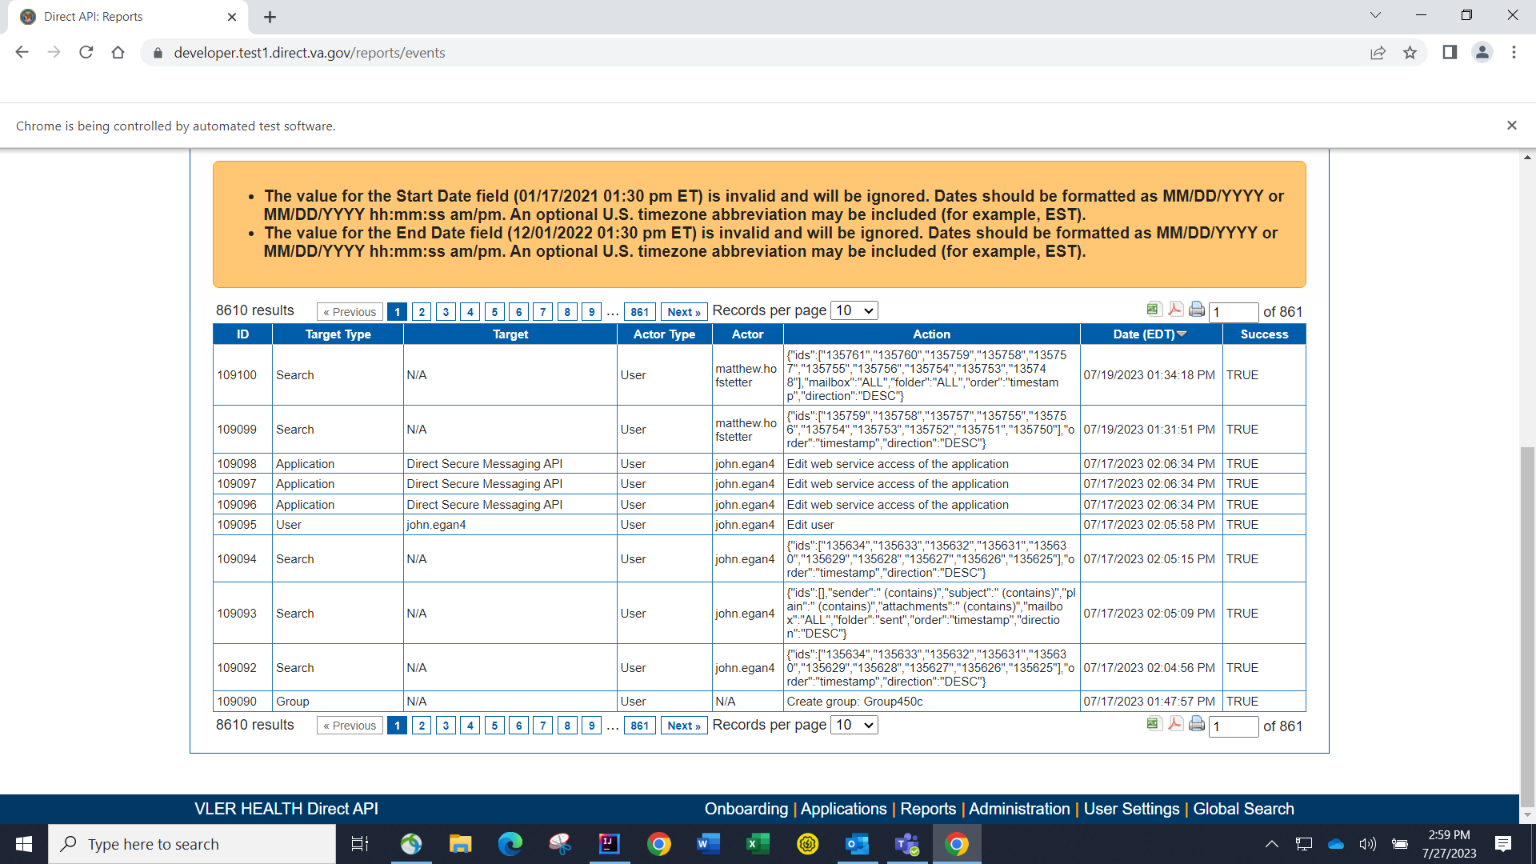 Direct API: Reports
developer.test1.direct.va.gov/reports/events
Chrome is being controlled by automated test software.
• The value for the Start Date field (01/17/2021 01:30 pm ET) is invalid and will be ignored. Dates should be formatted as MM/DD/YYYY or
MM/DD/YYYY hh:mm:ss am/pm. An optional U.S. timezone abbreviation may be included (for example, EST).
• The value for the End Date field (12/01/2022 01:30 pm ET) is invalid and will be ignored. Dates should be formatted as MM/DD/YYYY or
MM/DD/YYYY hh:mm:ss am/pm. An optional U.S. timezone abbreviation may be included (for example, EST).
8610 results « Previous 1 2 3 4 5 6 7 8 9 ... 861 Next » Records per page 10 1 of 861
ID Target Type Target Actor Type Actor Action Date (EDT) Success
109100 Search N/A User matthew.ho
fstetter {"ids":["135761","135760","135759","135758","13575
7","135755","135756","135754","135753","13574
8"],"mailbox":"ALL","folder":"ALL","order":"timestam
p","direction":"DESC"} 07/19/2023 01:34:18 PM TRUE
109099 Search N/A User matthew.ho
fstetter {"ids":["135759","135758","135757","135755","13575
6","135754","135753","135752","135751","135750"],"o
rder":"timestamp","direction":"DESC"} 07/19/2023 01:31:51 PM TRUE
109098 Application Direct Secure Messaging API User john.egan4 Edit web service access of the application 07/17/2023 02:06:34 PM TRUE
109097 Application Direct Secure Messaging API User john.egan4 Edit web service access of the application 07/17/2023 02:06:34 PM TRUE
109096 Application Direct Secure Messaging API User john.egan4 Edit web service access of the application 07/17/2023 02:06:34 PM TRUE
109095 User john.egan4 User john.egan4 Edit user 07/17/2023 02:05:58 PM TRUE
109094 Search N/A User john.egan4 {"ids":["135634","135633","135632","135631","13563
0","135629","135628","135627","135626","135625"],"o
rder":"timestamp","direction":"DESC"} 07/17/2023 02:05:15 PM TRUE
109093 Search N/A User john.egan4 {"ids":[],"sender":" (contains)","subject":" (contains)","pl
ain":" (contains)","attachments":" (contains)","mailbo
x":"ALL","folder":"sent","order":"timestamp","directio
n":"DESC"} 07/17/2023 02:05:09 PM TRUE
109092 Search N/A User john.egan4 {"ids":["135634","135633","135632","135631","13563
0","135629","135628","135627","135626","135625"],"o
rder":"timestamp","direction":"DESC"} 07/17/2023 02:04:56 PM TRUE
109090 Group N/A User N/A Create group: Group450c 07/17/2023 01:47:57 PM TRUE
8610 results « Previous 1 2 3 4 5 6 7 8 9 ... 861 Next » Records per page 10 1 of 861
VLER HEALTH Direct API Onboarding | Applications | Reports | Administration | User Settings | Global Search
Type here to search
2:59 PM
7/27/2023